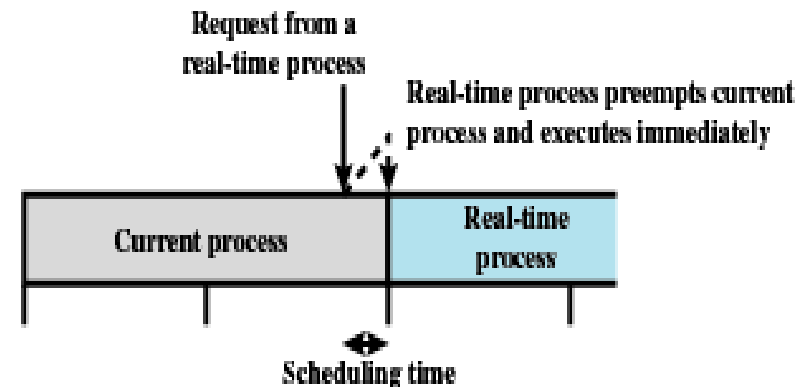 Request from a
real-time process
Real-time process preempts current
process and executes immediately
Current process
Real-time
process
Scheduling time